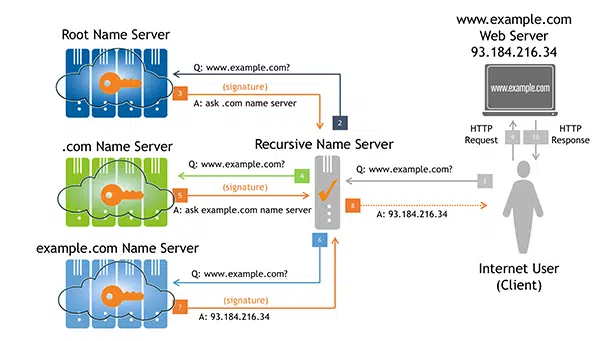 www.example.com
Web Server
93.184.216.34
Root Name Server
Q: www.example.com?
(signature)
3
A: ask .com name server
2
www.example.com
HTTP
Request
9
10
HTTP
Response
.com Name Server
Recursive Name Server
Q: www.example.com?
4
Q: www.example.com?
1
(signature)
5
A: ask example.com name server
8
A: 93.184.216.34
6
example.com Name Server
Q: www.example.com?
(signature)
7
A: 93.184.216.34
Internet User
(Client)